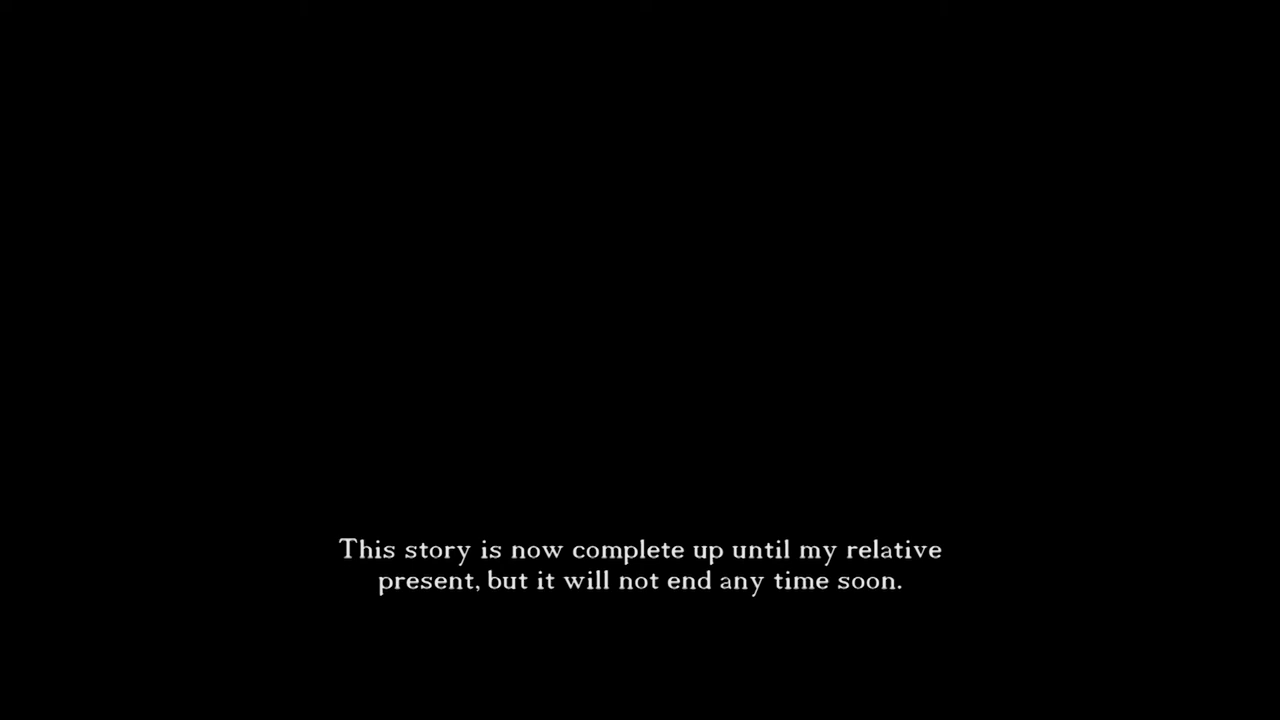 This story is now complete up until my relative
present, but it will not end any time soon.